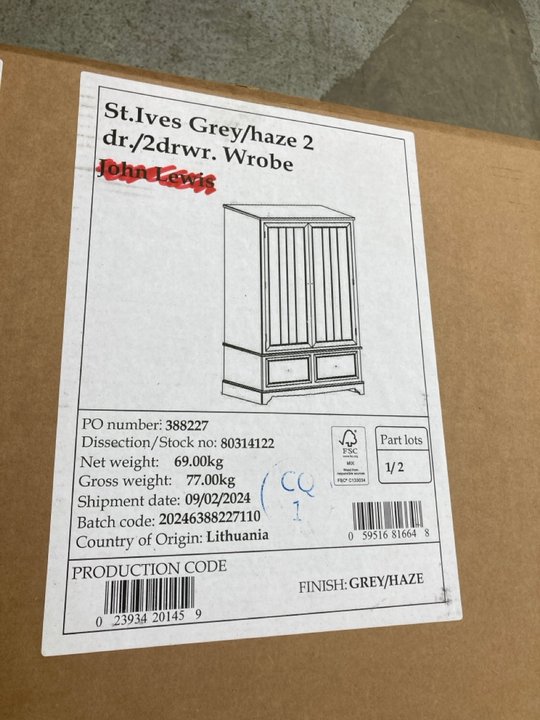 St.Ives Grey/haze 2
dr./2drwr. Wrobe
John Lewis
PO number: 388227
Dissection/Stock no: 80314122
Net weight: 69.00kg
Gross weight: 77.00kg
Shipment date: 09/02/2024
Batch code: 20246388227110
Country of Origin: Lithuania
CQ
1
FSC
MIX
FSC® C133034
Part lots
1/2
0 59516 81664 8
PRODUCTION CODE
0 23934 20145 9
FINISH: GREY/HAZE